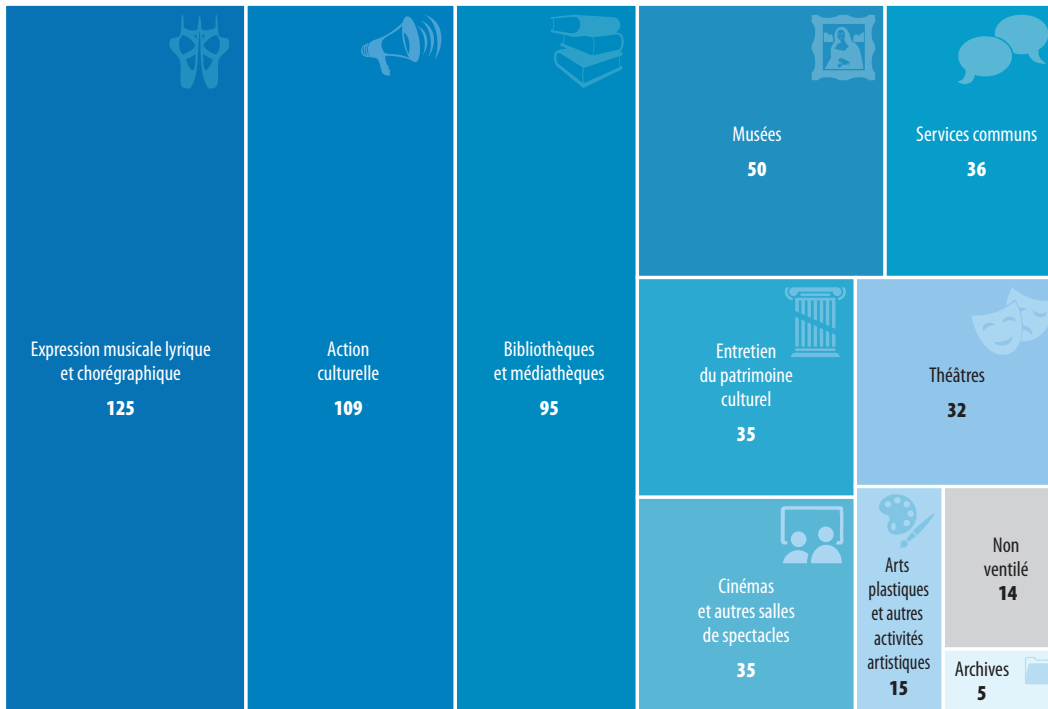 Expression musicale lyrique
et chorégraphique
125
Action
culturelle
109
Bibliothèques
et médiathèques
95
Musées
50
Services communs
36
Entretien
du patrimoine
culturel
35
Théâtres
32
Cinémas
et autres salles
de spectacles
35
Arts
plastiques
et autres
activités
artistiques
15
Non
ventilé
14
Archives
5